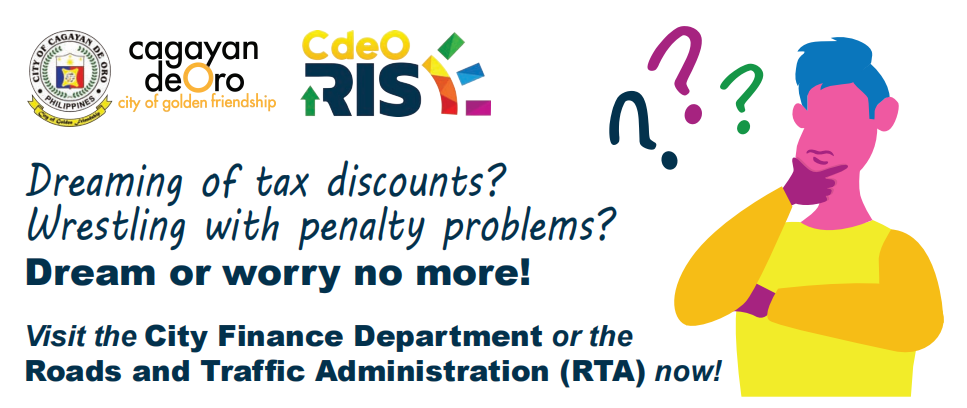 CITY OF CAGAYAN DE ORO
PHILIPPINES
City of Golden Friendship
cagayan
deOro
city of golden friendship
CdeO
RISE
Dreaming of tax discounts?
Wrestling with penalty problems?
Dream or worry no more!
Visit the City Finance Department or the
Roads and Traffic Administration (RTA) now!